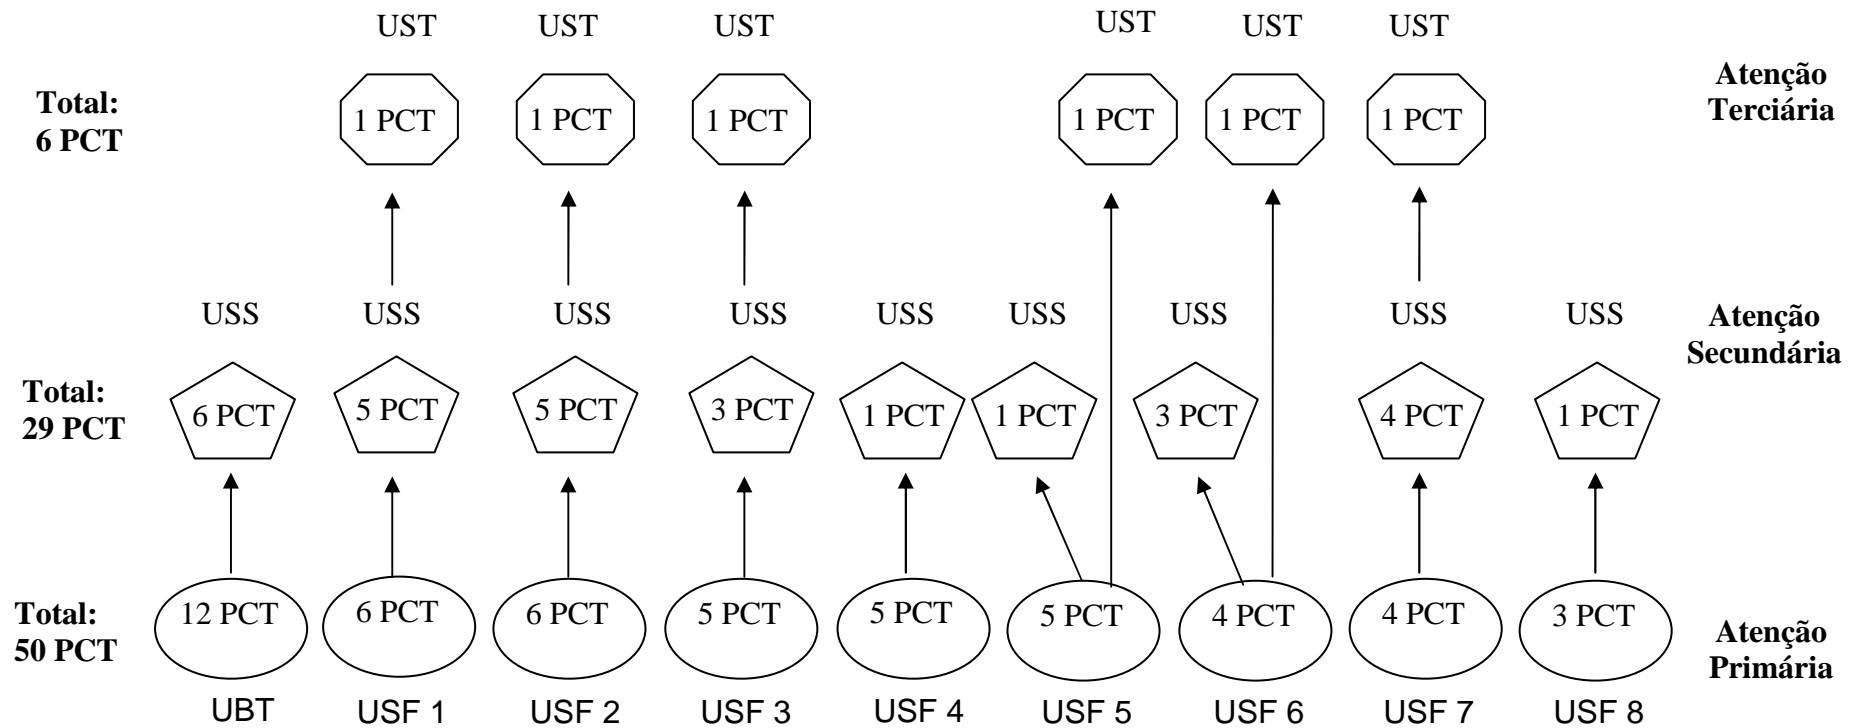 UST UST UST UST UST UST
Atenção
Terciária
Total:
6 PCT
1 PCT 1 PCT 1 PCT 1 PCT 1 PCT 1 PCT
USS USS USS USS USS USS USS USS USS
Atenção
Secundária
Total:
29 PCT
6 PCT 5 PCT 5 PCT 3 PCT 1 PCT 1 PCT 3 PCT 4 PCT 1 PCT
Total:
50 PCT
12 PCT 6 PCT 6 PCT 5 PCT 5 PCT 5 PCT 4 PCT 4 PCT 3 PCT
Atenção
Primária
UBT USF 1 USF 2 USF 3 USF 4 USF 5 USF 6 USF 7 USF 8